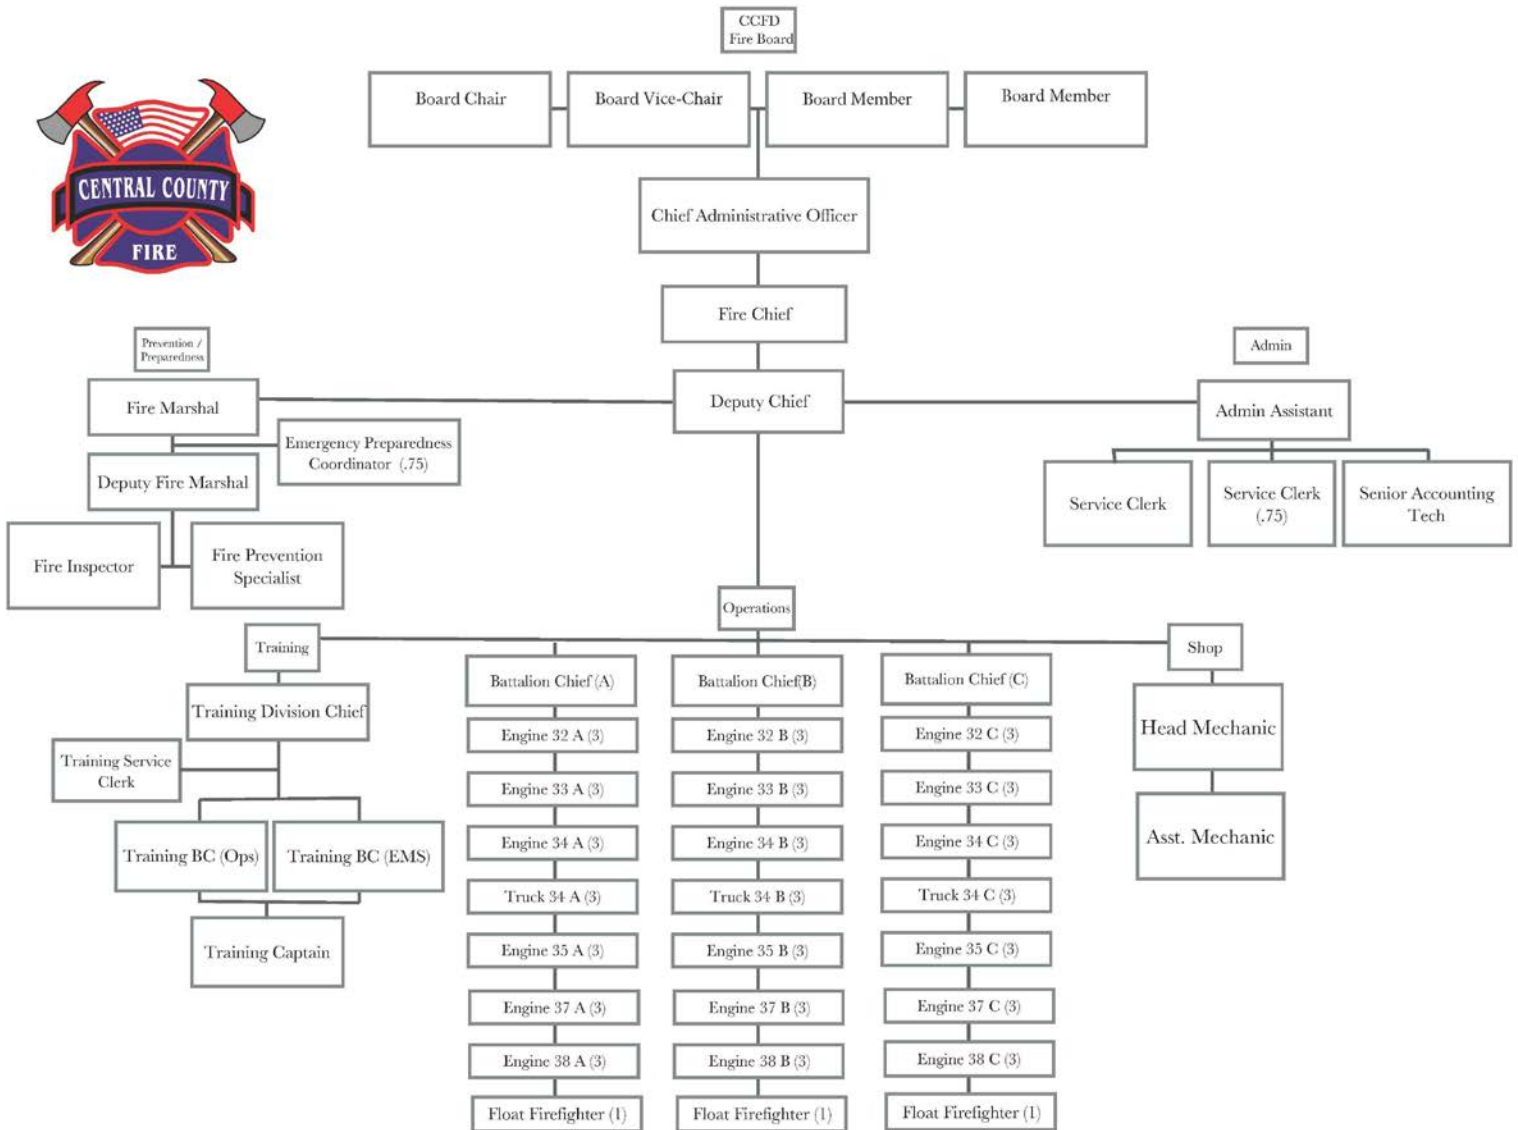 CCFD
Fire Board
Board Chair
Board Vice-Chair
Board Member
Board Member
CENTRAL COUNTY
FIRE
Chief Administrative Officer
Fire Chief
Prevention /
Preparedness
Admin
Fire Marshal
Deputy Chief
Admin Assistant
Emergency Preparedness
Coordinator (.75)
Deputy Fire Marshal
Service Clerk
Service Clerk
(.75)
Senior Accounting
Tech
Fire Inspector
Fire Prevention
Specialist
Operations
Training
Shop
Training Division Chief
Training Service
Clerk
Training BC (Ops)
Training BC (EMS)
Training Captain
Battalion Chief (A)
Engine 32 A (3)
Engine 33 A (3)
Engine 34 A (3)
Truck 34 A (3)
Engine 35 A (3)
Engine 37 A (3)
Engine 38 A (3)
Float Firefighter (1)
Battalion Chief(B)
Engine 32 B (3)
Engine 33 B (3)
Engine 34 B (3)
Truck 34 B (3)
Engine 35 B (3)
Engine 37 B (3)
Engine 38 B (3)
Float Firefighter (1)
Battalion Chief (C)
Engine 32 C (3)
Engine 33 C (3)
Engine 34 C (3)
Truck 34 C (3)
Engine 35 C (3)
Engine 37 C (3)
Engine 38 C (3)
Float Firefighter (1)
Head Mechanic
Asst. Mechanic